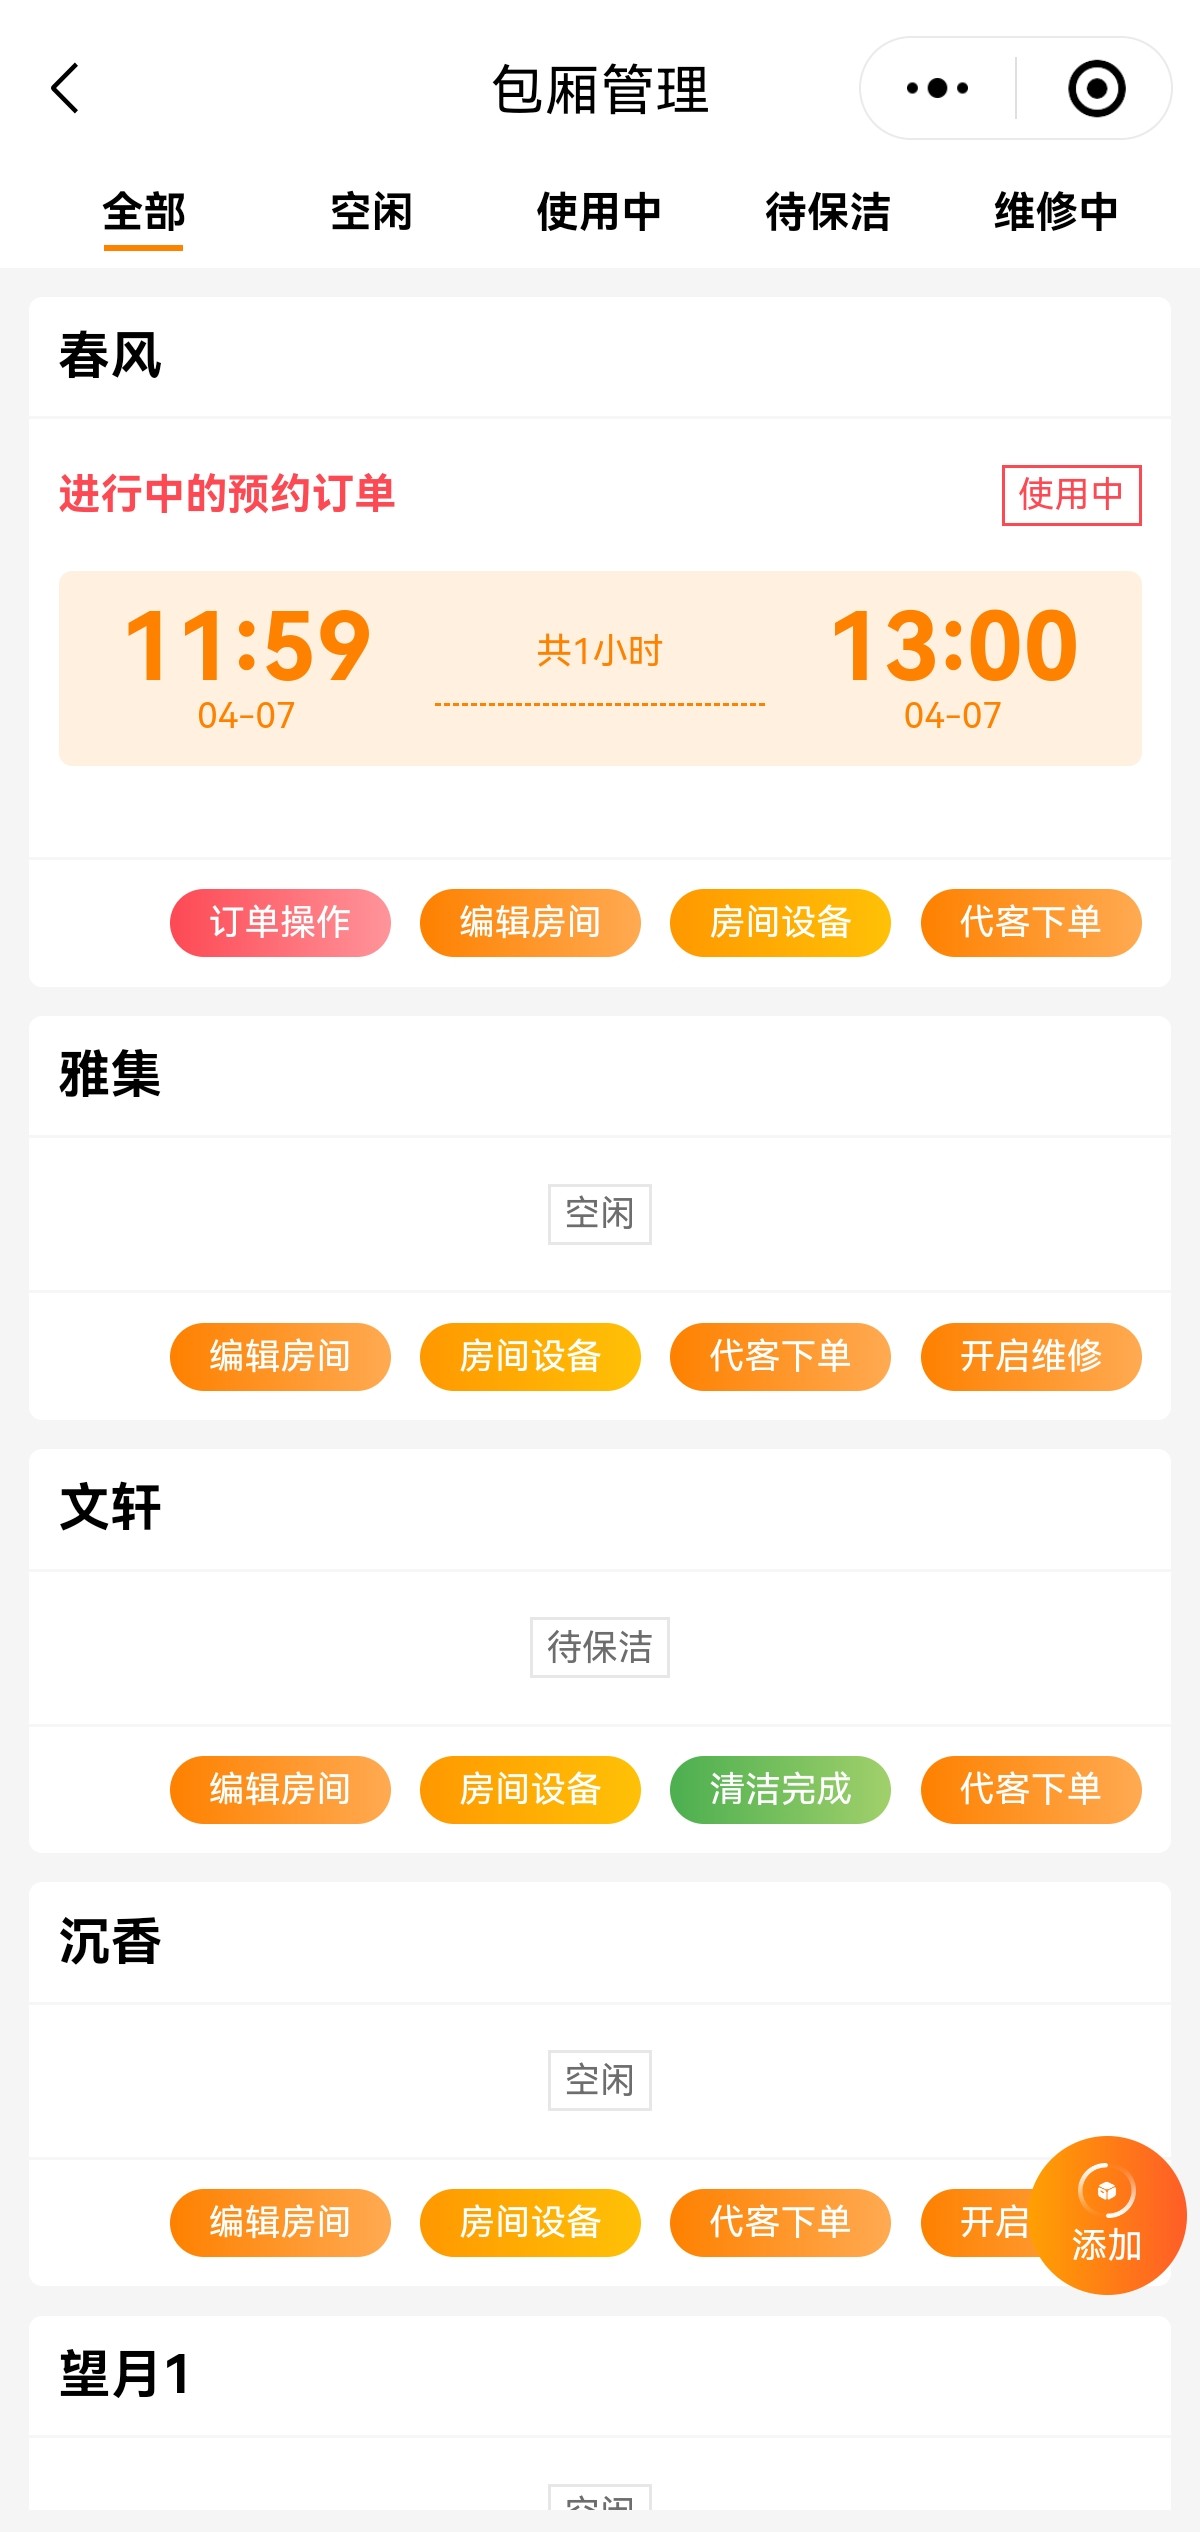 包厢管理
全部 空闲 使用中 待保洁 维修中
春风
进行中的预约订单 使用中
11:59 共1小时 13:00
04-07 04-07
订单操作 编辑房间 房间设备 代客下单
雅集
空闲
编辑房间 房间设备 代客下单 开启维修
文轩
待保洁
编辑房间 房间设备 清洁完成 代客下单
沉香
空闲
编辑房间 房间设备 代客下单 开启
添加
望月1
空闲